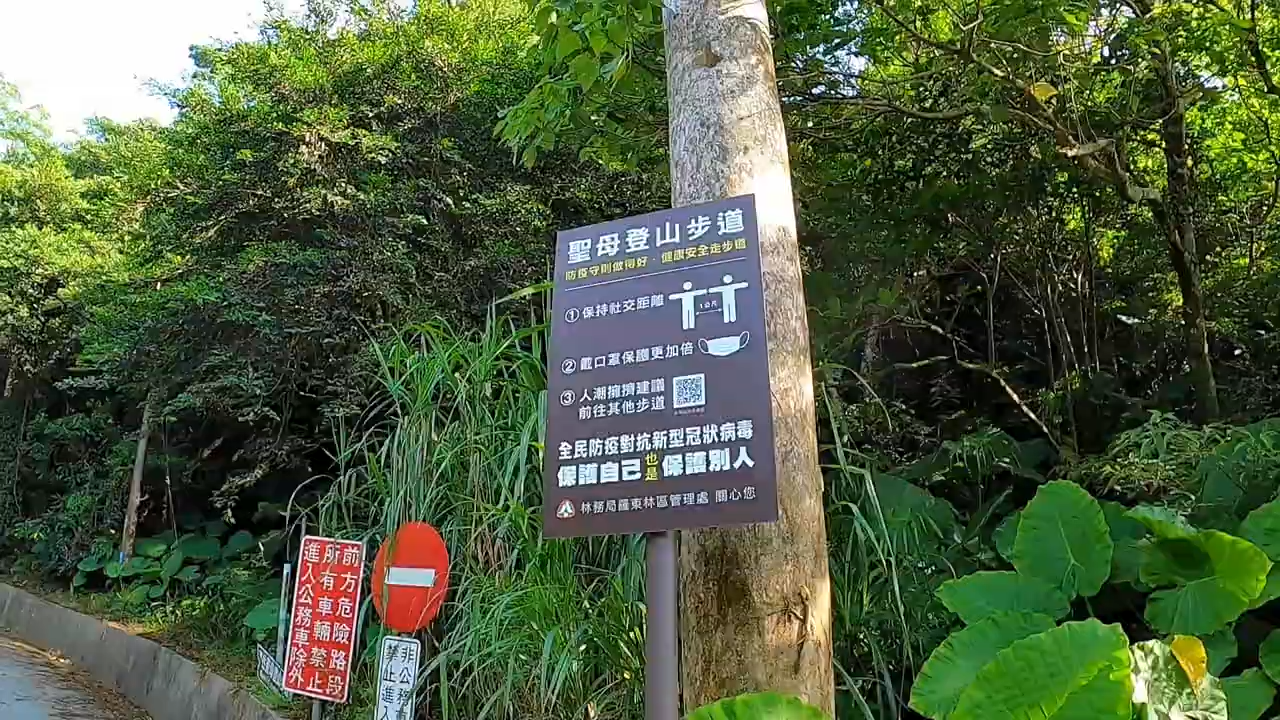 聖母登山步道
防疫守則做得好．健康安全走步道
① 保持社交距離
1公尺
② 戴口罩保護更加倍
③ 人潮擁擠建議
前往其他步道
全民防疫對抗新型冠狀病毒
保護自己也是保護別人
林務局羅東林區管理處 關心您
前方危險路段
所有車輛禁止
進入公務車除外
非公務
禁止進入